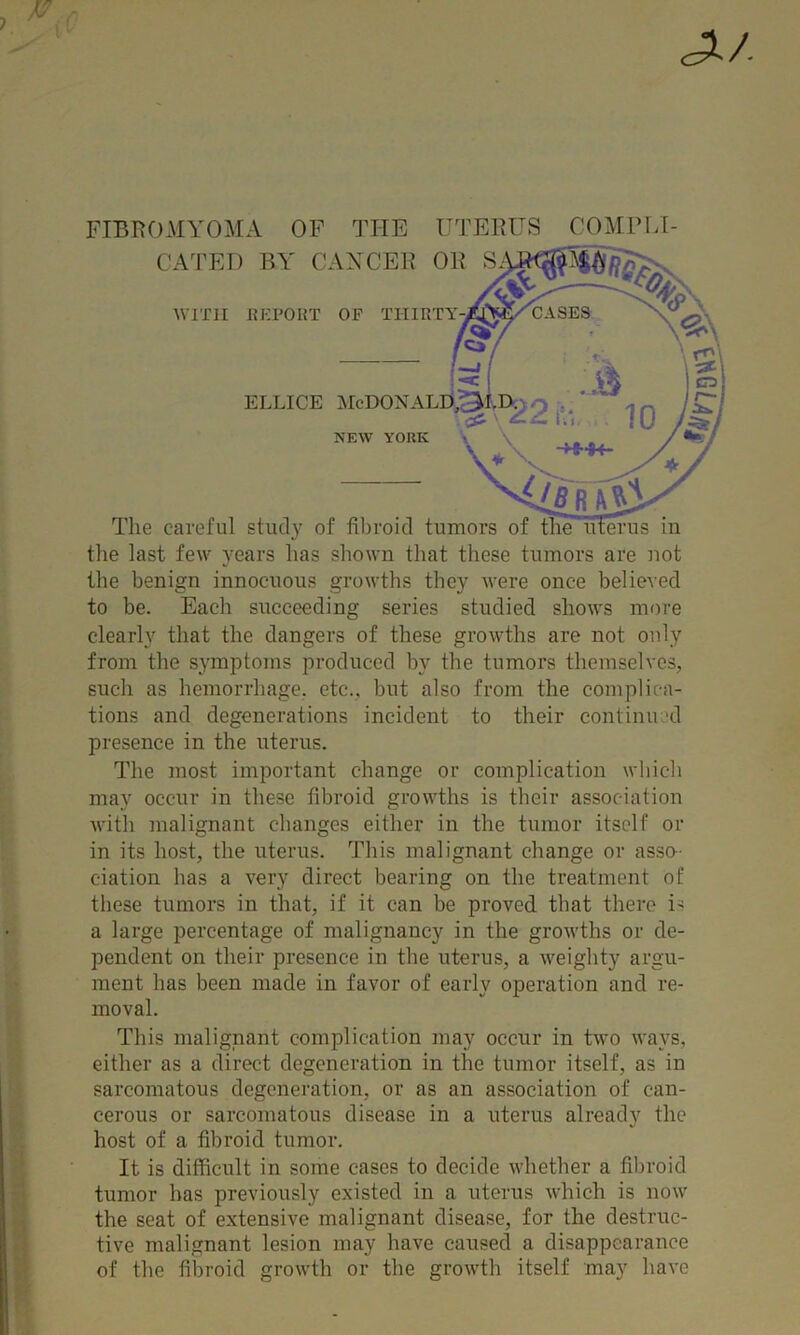 21.
FIBROMYOMA OF THE UTERUS COMPLI-
CATED BY CANCER OR SARCOMA
WITH REPORT OF THIRTY-FIVE CASES
ELLICE McDONALD, M.D.
NEW YORK
ROYAL COLLEGE OF SURGEONS OF ENGLAND
22 10
LIBRARY
The careful study of fibroid tumors of the uterus in
the last few years has shown that these tumors are not
the benign innocuous growths they were once believed
to be. Each succeeding series studied shows more
clearly that the dangers of these growths are not only
from the symptoms produced by the tumors themselves,
such as hemorrhage, etc., but also from the complica-
tions and degenerations incident to their continued
presence in the uterus.
The most important change or complication which
may occur in these fibroid growths is their association
with malignant changes either in the tumor itself or
in its host, the uterus. This malignant change or asso-
ciation has a very direct bearing on the treatment of
these tumors in that, if it can be proved that there is
a large percentage of malignancy in the growths or de-
pendent on their presence in the uterus, a weighty argu-
ment has been made in favor of early operation and re-
moval.
This malignant complication may occur in two ways,
either as a direct degeneration in the tumor itself, as in
sarcomatous degeneration, or as an association of can-
cerous or sarcomatous disease in a uterus already the
host of a fibroid tumor.
It is difficult in some cases to decide whether a fibroid
tumor has previously existed in a uterus which is now
the seat of extensive malignant disease, for the destruc-
tive malignant lesion may have caused a disappearance
of the fibroid growth or the growth itself may have